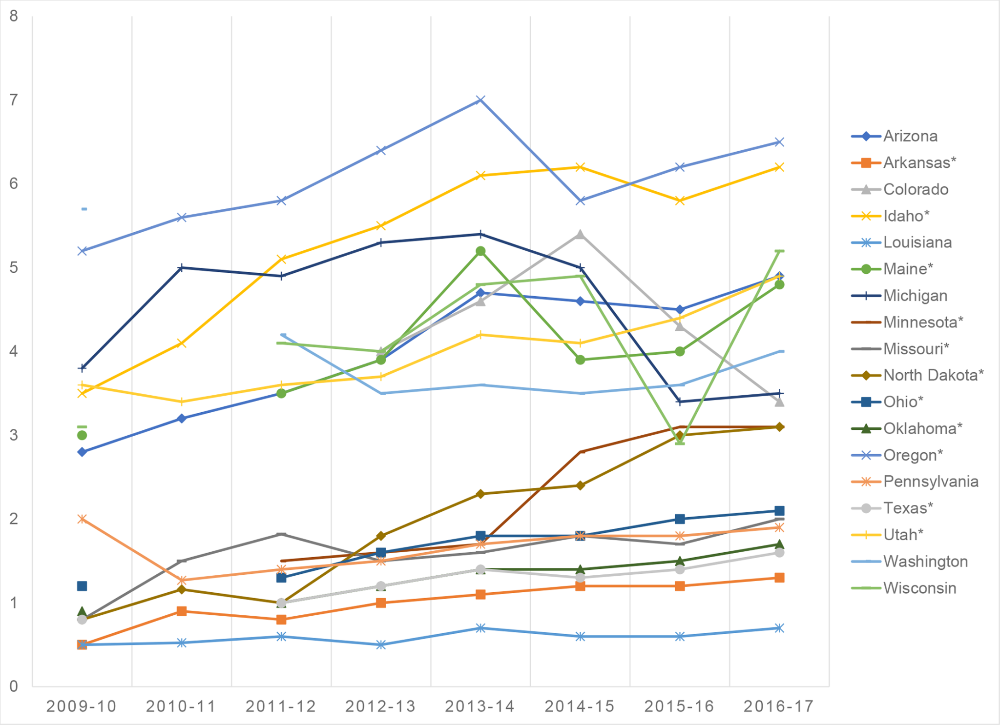 8
7
6
5
4
3
2
1
0
2009-10 2010-11 2011-12 2012-13 2013-14 2014-15 2015-16 2016-17
Arizona
Arkansas*
Colorado
Idaho*
Louisiana
Maine*
Michigan
Minnesota*
Missouri*
North Dakota*
Ohio*
Oklahoma*
Oregon*
Pennsylvania
Texas*
Utah*
Washington
Wisconsin